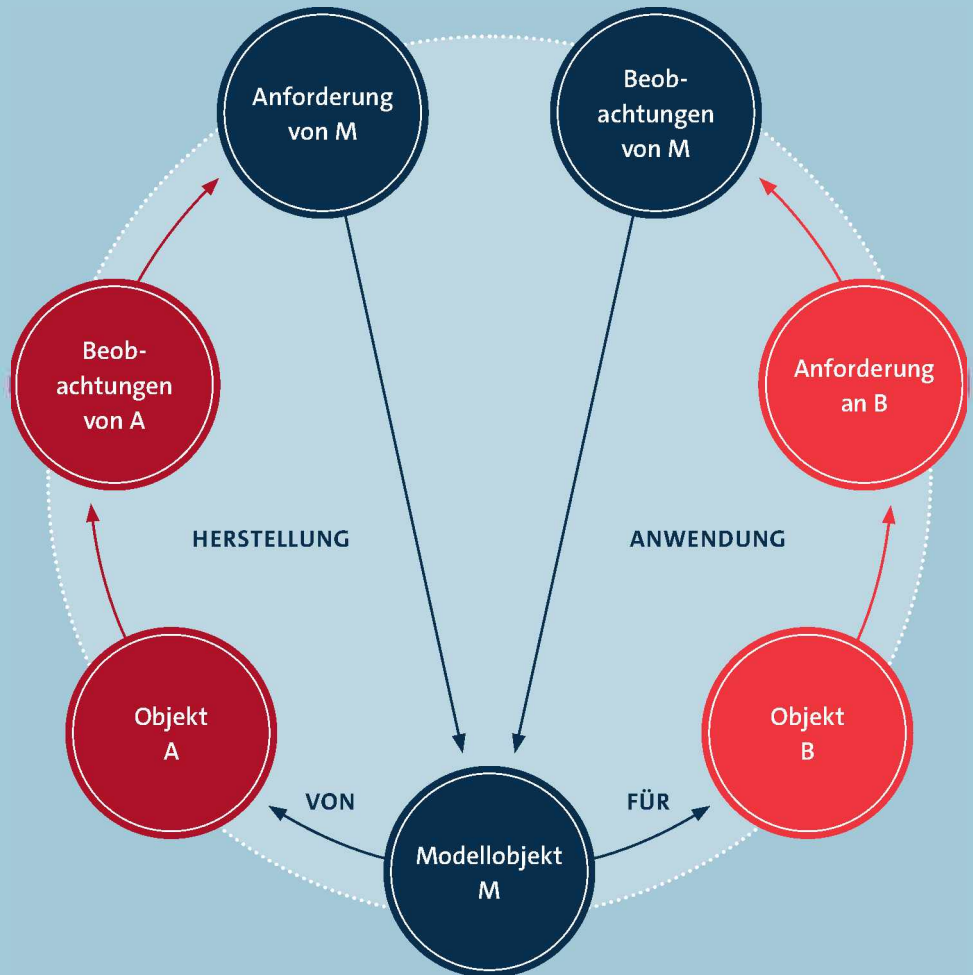 Anforderung
von M
Beob-
achtungen
von M
Beob-
achtungen
von A
Anforderung
an B
HERSTELLUNG
ANWENDUNG
Objekt
A
Objekt
B
VON
FÜR
Modellobjekt
M